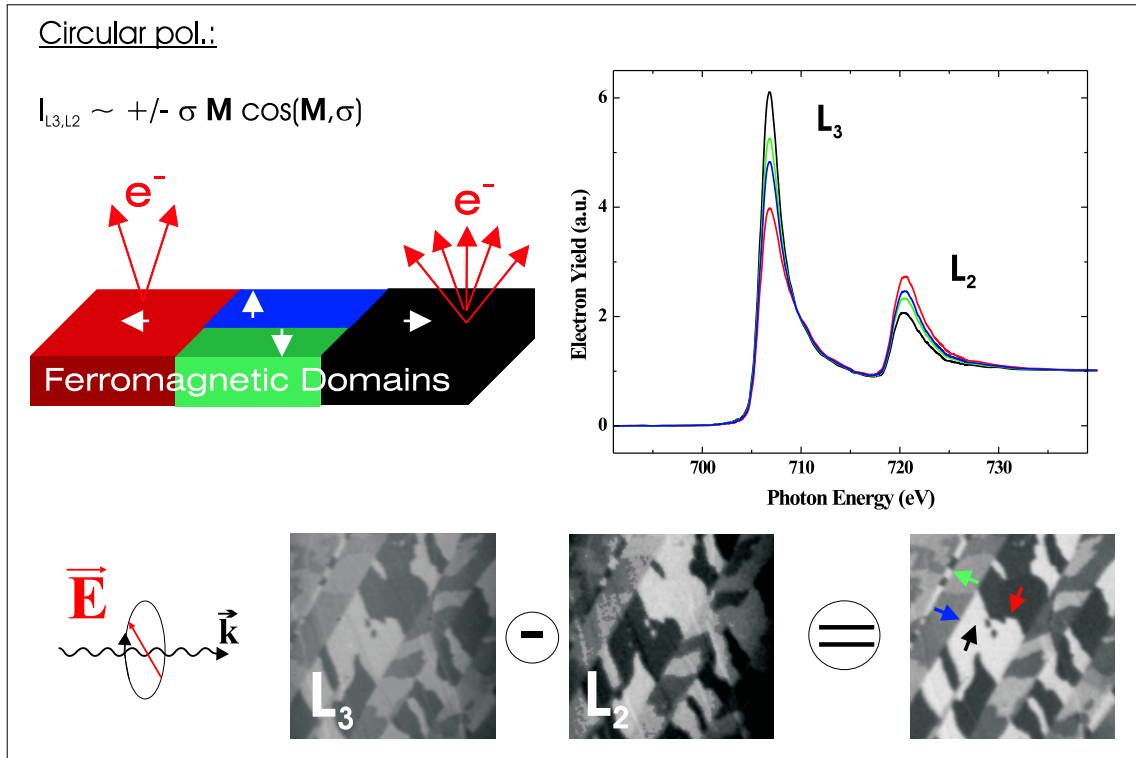 Circular pol.:
I_L3,L2 ~ +/- σ M cos(M,σ)
e⁻
e⁻
Ferromagnetic Domains
6
4
2
0
Electron Yield (a.u.)
L₃
L₂
700
710
720
730
Photon Energy (eV)
E
k
L₃
-
L₂
=